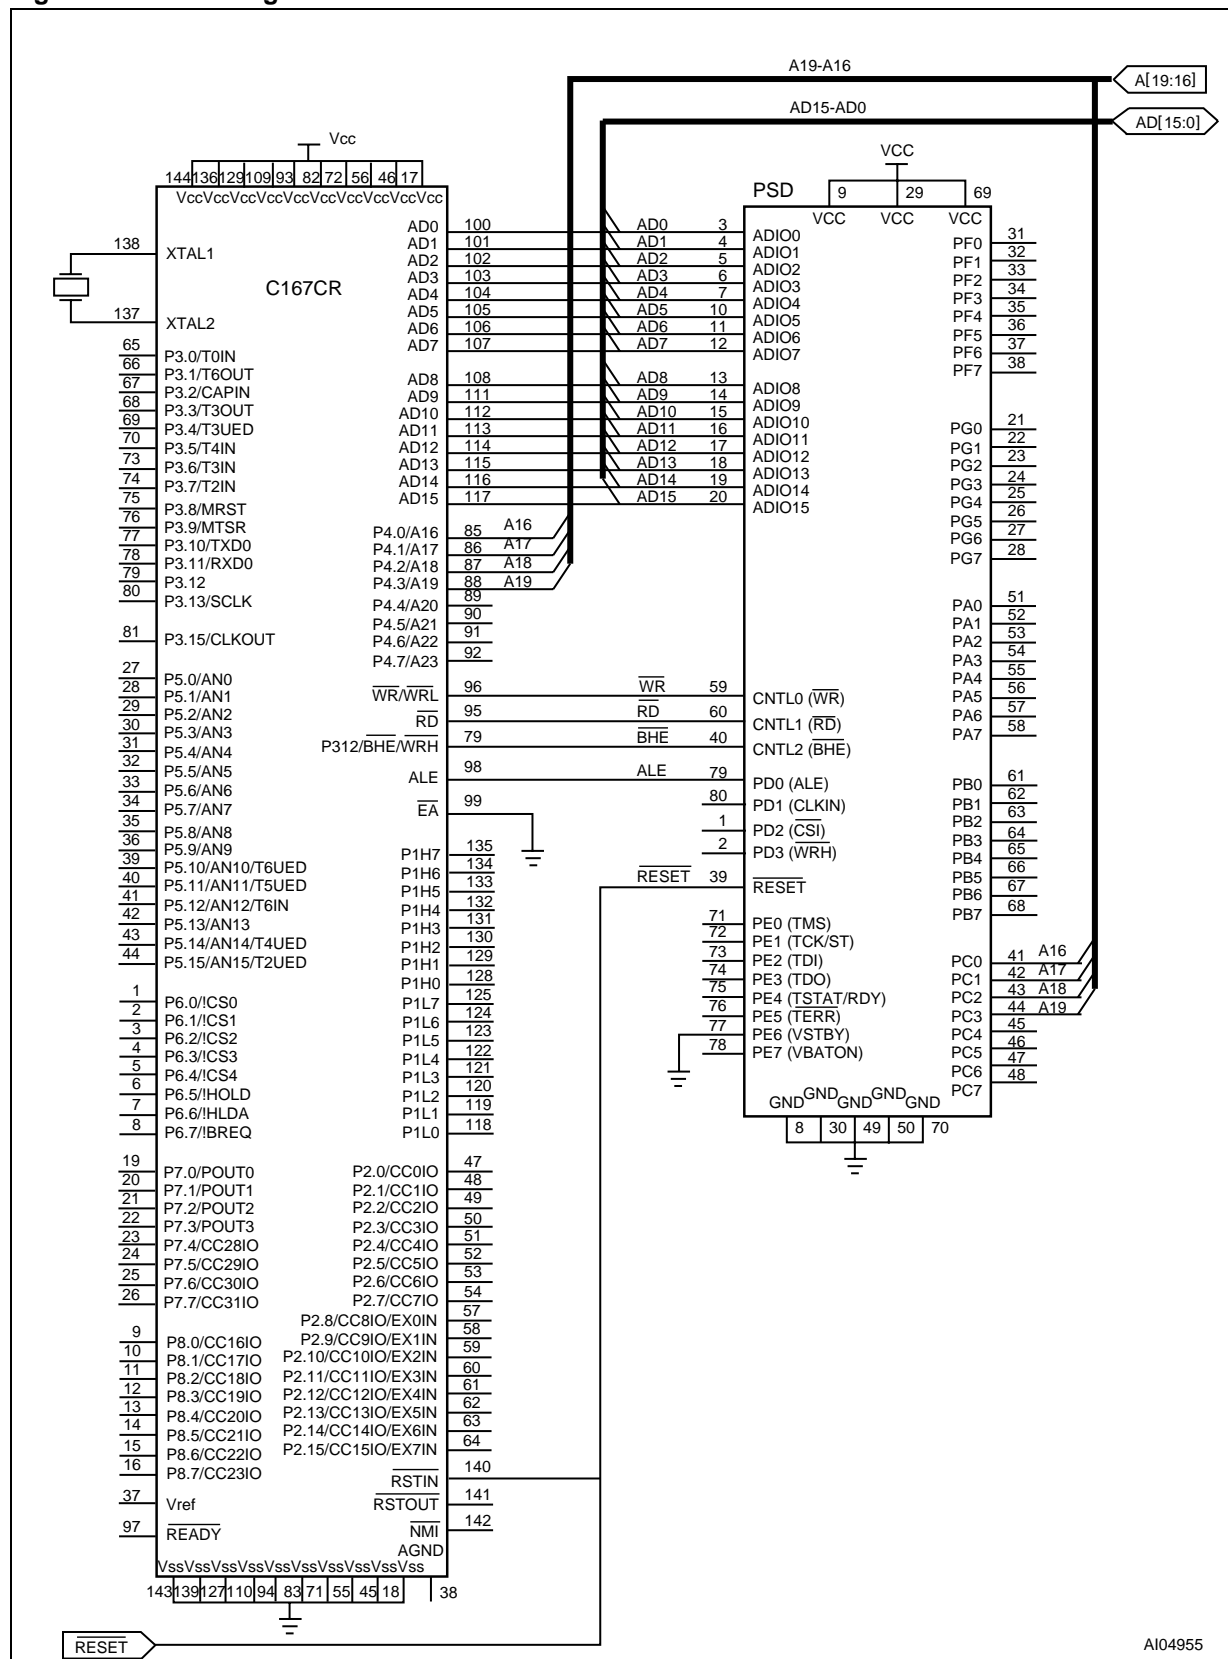 A19-A16
A[19:16]
AD15-AD0
AD[15:0]
Vcc
144 136 129 109 93 82 72 56 46 17
Vcc Vcc Vcc Vcc Vcc Vcc Vcc Vcc Vcc Vcc
VCC
PSD
9 29 69
VCC VCC VCC
C167CR
138 XTAL1
137 XTAL2
65 P3.0/T0IN
66 P3.1/T6OUT
67 P3.2/CAPIN
68 P3.3/T3OUT
69 P3.4/T3UED
70 P3.5/T4IN
73 P3.6/T3IN
74 P3.7/T2IN
75 P3.8/MRST
76 P3.9/MTSR
77 P3.10/TXD0
78 P3.11/RXD0
79 P3.12
80 P3.13/SCLK
81 P3.15/CLKOUT
27 P5.0/AN0
28 P5.1/AN1
29 P5.2/AN2
30 P5.3/AN3
31 P5.4/AN4
32 P5.5/AN5
33 P5.6/AN6
34 P5.7/AN7
35 P5.8/AN8
36 P5.9/AN9
39 P5.10/AN10/T6UED
40 P5.11/AN11/T5UED
41 P5.12/AN12/T6IN
42 P5.13/AN13
43 P5.14/AN14/T4UED
44 P5.15/AN15/T2UED
1 P6.0/!CS0
2 P6.1/!CS1
3 P6.2/!CS2
4 P6.3/!CS3
5 P6.4/!CS4
6 P6.5/!HOLD
7 P6.6/!HLDA
8 P6.7/!BREQ
19 P7.0/POUT0
20 P7.1/POUT1
21 P7.2/POUT2
22 P7.3/POUT3
23 P7.4/CC28IO
24 P7.5/CC29IO
25 P7.6/CC30IO
26 P7.7/CC31IO
9 P8.0/CC16IO
10 P8.1/CC17IO
11 P8.2/CC18IO
12 P8.3/CC19IO
13 P8.4/CC20IO
14 P8.5/CC21IO
15 P8.6/CC22IO
16 P8.7/CC23IO
37 Vref
97 READY
AD0 100 AD0 3 ADIO0
AD1 101 AD1 4 ADIO1
AD2 102 AD2 5 ADIO2
AD3 103 AD3 6 ADIO3
AD4 104 AD4 7 ADIO4
AD5 105 AD5 10 ADIO5
AD6 106 AD6 11 ADIO6
AD7 107 AD7 12 ADIO7
AD8 108 AD8 13 ADIO8
AD9 111 AD9 14 ADIO9
AD10 112 AD10 15 ADIO10
AD11 113 AD11 16 ADIO11
AD12 114 AD12 17 ADIO12
AD13 115 AD13 18 ADIO13
AD14 116 AD14 19 ADIO14
AD15 117 AD15 20 ADIO15
P4.0/A16 85 A16
P4.1/A17 86 A17
P4.2/A18 87 A18
P4.3/A19 88 A19
P4.4/A20 89
P4.5/A21 90
P4.6/A22 91
P4.7/A23 92
WR/WRL 96 WR 59 CNTL0 (WR)
RD 95 RD 60 CNTL1 (RD)
P312/BHE/WRH 79 BHE 40 CNTL2 (BHE)
ALE 98 ALE 79 PD0 (ALE)
80 PD1 (CLKIN)
EA 99
1 PD2 (CSI)
2 PD3 (WRH)
RESET 39 RESET
P1H7 135
P1H6 134
P1H5 133
P1H4 132
P1H3 131
P1H2 130
P1H1 129
P1H0 128
P1L7 125
P1L6 124
P1L5 123
P1L4 122
P1L3 121
P1L2 120
P1L1 119
P1L0 118
P2.0/CC0IO 47
P2.1/CC1IO 48
P2.2/CC2IO 49
P2.3/CC3IO 50
P2.4/CC4IO 51
P2.5/CC5IO 52
P2.6/CC6IO 53
P2.7/CC7IO 54
P2.8/CC8IO/EX0IN 57
P2.9/CC9IO/EX1IN 58
P2.10/CC10IO/EX2IN 59
P2.11/CC11IO/EX3IN 60
P2.12/CC12IO/EX4IN 61
P2.13/CC13IO/EX5IN 62
P2.14/CC14IO/EX6IN 63
P2.15/CC15IO/EX7IN 64
RSTIN 140
RSTOUT 141
NMI 142
AGND
38
71 PE0 (TMS)
72 PE1 (TCK/ST)
73 PE2 (TDI)
74 PE3 (TDO)
75 PE4 (TSTAT/RDY)
76 PE5 (TERR)
77 PE6 (VSTBY)
78 PE7 (VBATON)
PF0 31
PF1 32
PF2 33
PF3 34
PF4 35
PF5 36
PF6 37
PF7 38
PG0 21
PG1 22
PG2 23
PG3 24
PG4 25
PG5 26
PG6 27
PG7 28
PA0 51
PA1 52
PA2 53
PA3 54
PA4 55
PA5 56
PA6 57
PA7 58
PB0 61
PB1 62
PB2 63
PB3 64
PB4 65
PB5 66
PB6 67
PB7 68
PC0 41 A16
PC1 42 A17
PC2 43 A18
PC3 44 A19
PC4 45
PC5 46
PC6 47
PC7 48
GND GND GND GND GND
8 30 49 50 70
Vss Vss Vss Vss Vss Vss Vss Vss Vss Vss
143 139 127 110 94 83 71 55 45 18
RESET
AI04955